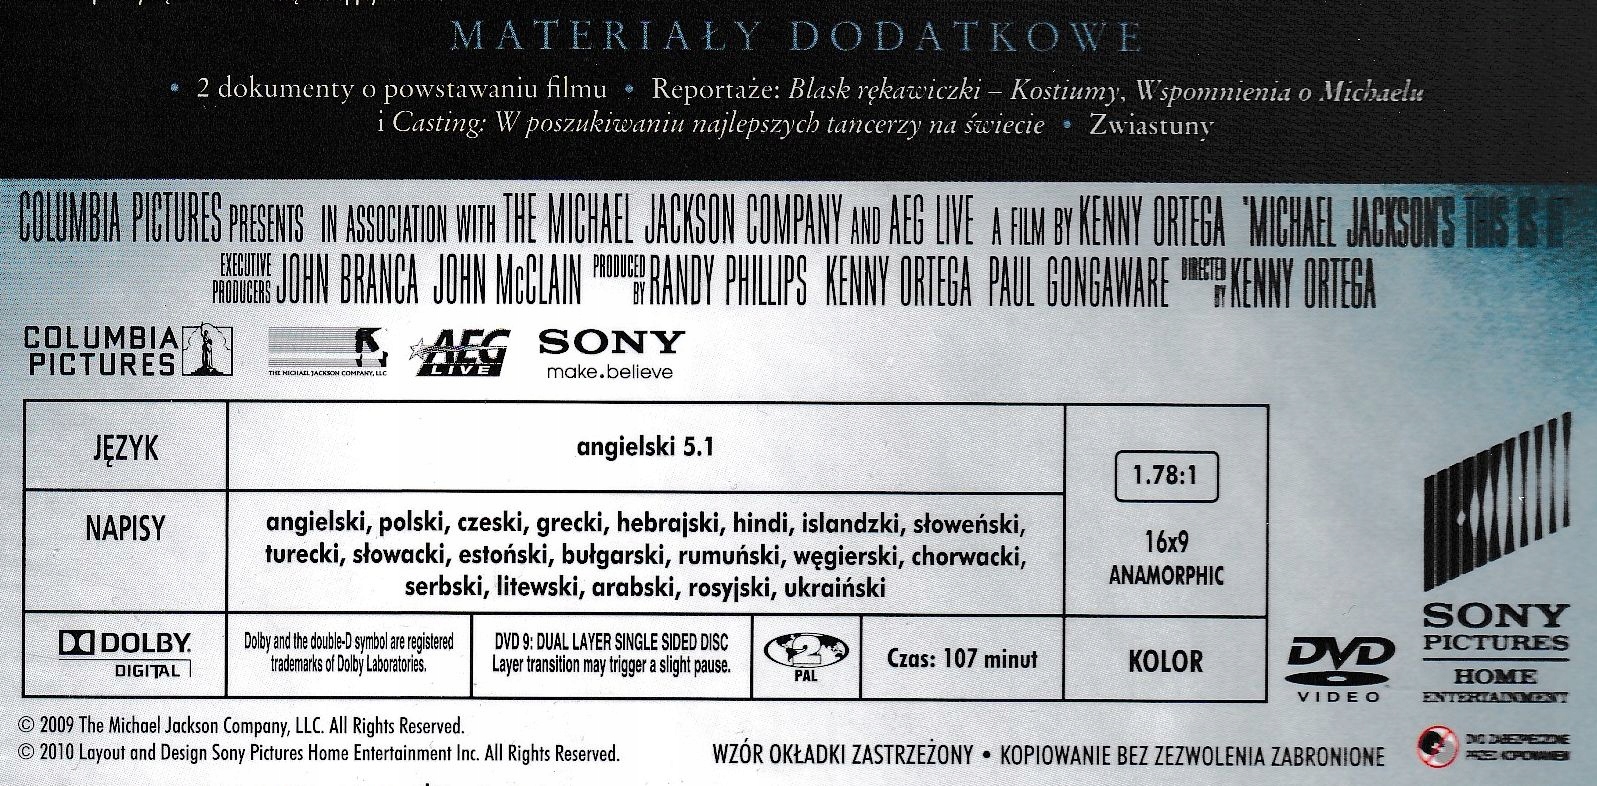 MATERIAŁY DODATKOWE
• 2 dokumenty o powstawaniu filmu • Reportaże: Blask rękawiczki – Kostiumy, Wspomnienia o Michaelu
i Casting: W poszukiwaniu najlepszych tancerzy na świecie • Zwiastuny
COLUMBIA PICTURES PRESENTS IN ASSOCIATION WITH THE MICHAEL JACKSON COMPANY AND AEG LIVE A FILM BY KENNY ORTEGA "MICHAEL JACKSON'S THIS IS IT"
EXECUTIVE PRODUCERS JOHN BRANCA JOHN McCLAIN PRODUCED BY RANDY PHILLIPS KENNY ORTEGA PAUL GONGAWARE DIRECTED BY KENNY ORTEGA
COLUMBIA PICTURES
THE MICHAEL JACKSON COMPANY, LLC
AEG LIVE
SONY
make.believe
JĘZYK
angielski 5.1
1.78:1
16x9
ANAMORPHIC
NAPISY
angielski, polski, czeski, grecki, hebrajski, hindi, islandzki, słoweński,
turecki, słowacki, estoński, bułgarski, rumuński, węgierski, chorwacki,
serbski, litewski, arabski, rosyjski, ukraiński
DOLBY
DIGITAL
Dolby and the double-D symbol are registered
trademarks of Dolby Laboratories.
DVD 9: DUAL LAYER SINGLE SIDED DISC
Layer transition may trigger a slight pause.
2
PAL
Czas: 107 minut
KOLOR
DVD
VIDEO
SONY
PICTURES
HOME
ENTERTAINMENT
© 2009 The Michael Jackson Company, LLC. All Rights Reserved.
© 2010 Layout and Design Sony Pictures Home Entertainment Inc. All Rights Reserved.
WZÓR OKŁADKI ZASTRZEŻONY • KOPIOWANIE BEZ ZEZWOLENIA ZABRONIONE